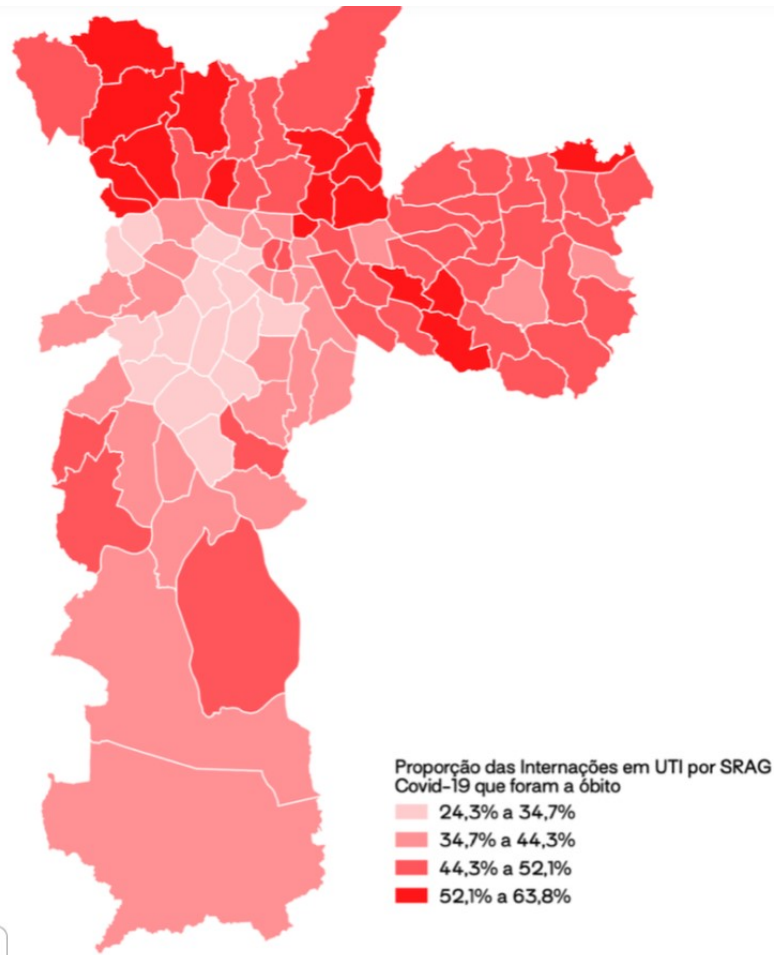 Proporção das Internações em UTI por SRAG
Covid-19 que foram a óbito
24,3% a 34,7%
34,7% a 44,3%
44,3% a 52,1%
52,1% a 63,8%